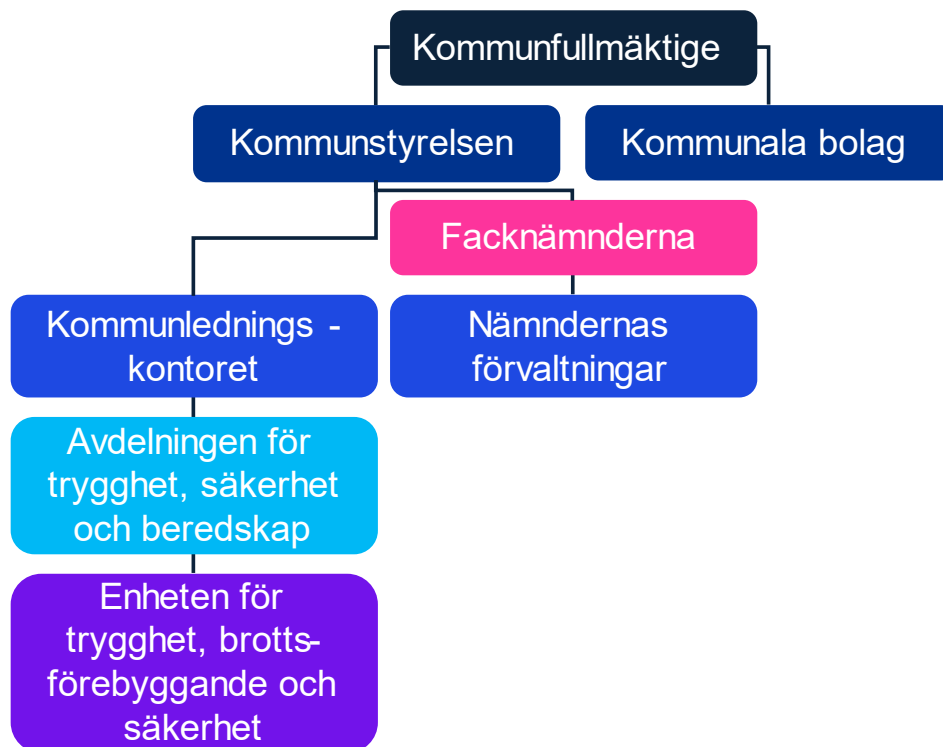 Kommunfullmäktige
Kommunstyrelsen
Kommunala bolag
Facknämnderna
Kommunlednings -
kontoret
Nämndernas
förvaltningar
Avdelningen för
trygghet, säkerhet
och beredskap
Enheten för
trygghet, brotts-
förebyggande och
säkerhet